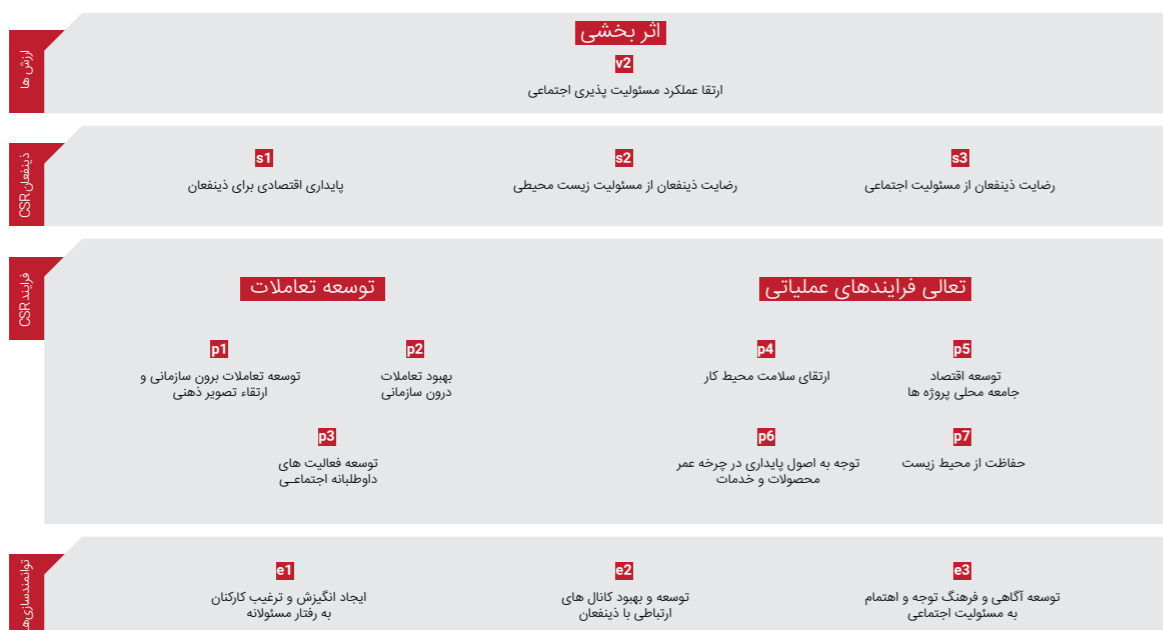 ارزش ها
اثر بخشی
v2
ارتقا عملکرد مسئولیت پذیری اجتماعی
ذینفعان CSR
s3
رضایت ذینفعان از مسئولیت اجتماعی
s2
رضایت ذینفعان از مسئولیت زیست محیطی
s1
پایداری اقتصادی برای ذینفعان
فرایند CSR
تعالی فرایندهای عملیاتی
p5
توسعه اقتصاد
جامعه محلی پروژه ها
p4
ارتقای سلامت محیط کار
p7
حفاظت از محیط زیست
p6
توجه به اصول پایداری در چرخه عمر
محصولات و خدمات
توسعه تعاملات
p2
بهبود تعاملات
درون سازمانی
p1
توسعه تعاملات برون سازمانی و
ارتقاء تصویر ذهنی
p3
توسعه فعالیت های
داوطلبانه اجتماعـی
توانمندسازی‌ها
e3
توسعه آگاهی و فرهنگ توجه و اهتمام
به مسئولیت اجتماعی
e2
توسعه و بهبود کانال های
ارتباطی با ذینفعان
e1
ایجاد انگیزش و ترغیب کارکنان
به رفتار مسئولانه